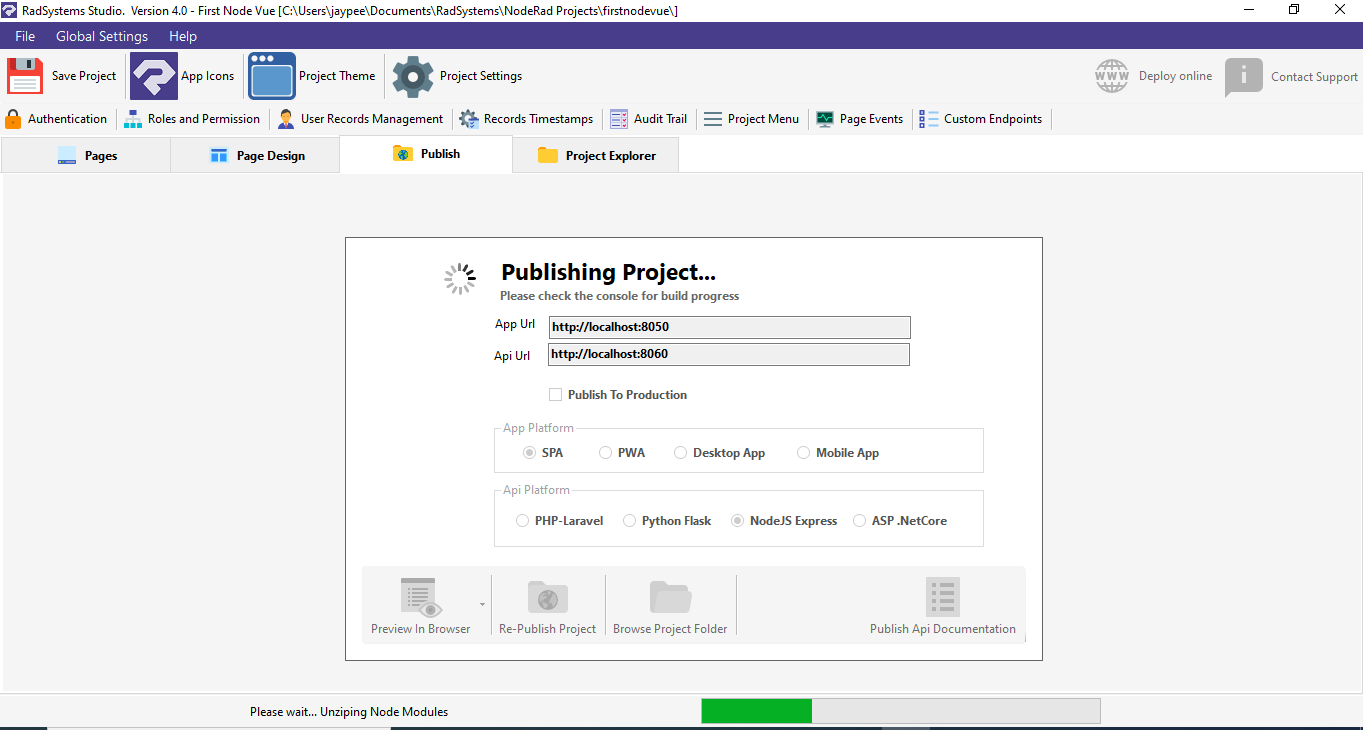 RadSystems Studio. Version 4.0 - First Node Vue [C:\Users\jaypee\Documents\RadSystems\NodeRad Projects\firstnodevue\]
File Global Settings Help
Save Project App Icons Project Theme Project Settings WWW Deploy online Contact Support
Authentication Roles and Permission User Records Management Records Timestamps Audit Trail Project Menu Page Events Custom Endpoints
Pages Page Design Publish Project Explorer
Publishing Project...
Please check the console for build progress
App Url http://localhost:8050
Api Url http://localhost:8060
Publish To Production
App Platform
SPA PWA Desktop App Mobile App
Api Platform
PHP-Laravel Python Flask NodeJS Express ASP .NetCore
Preview In Browser Re-Publish Project Browse Project Folder Publish Api Documentation
Please wait... Unziping Node Modules